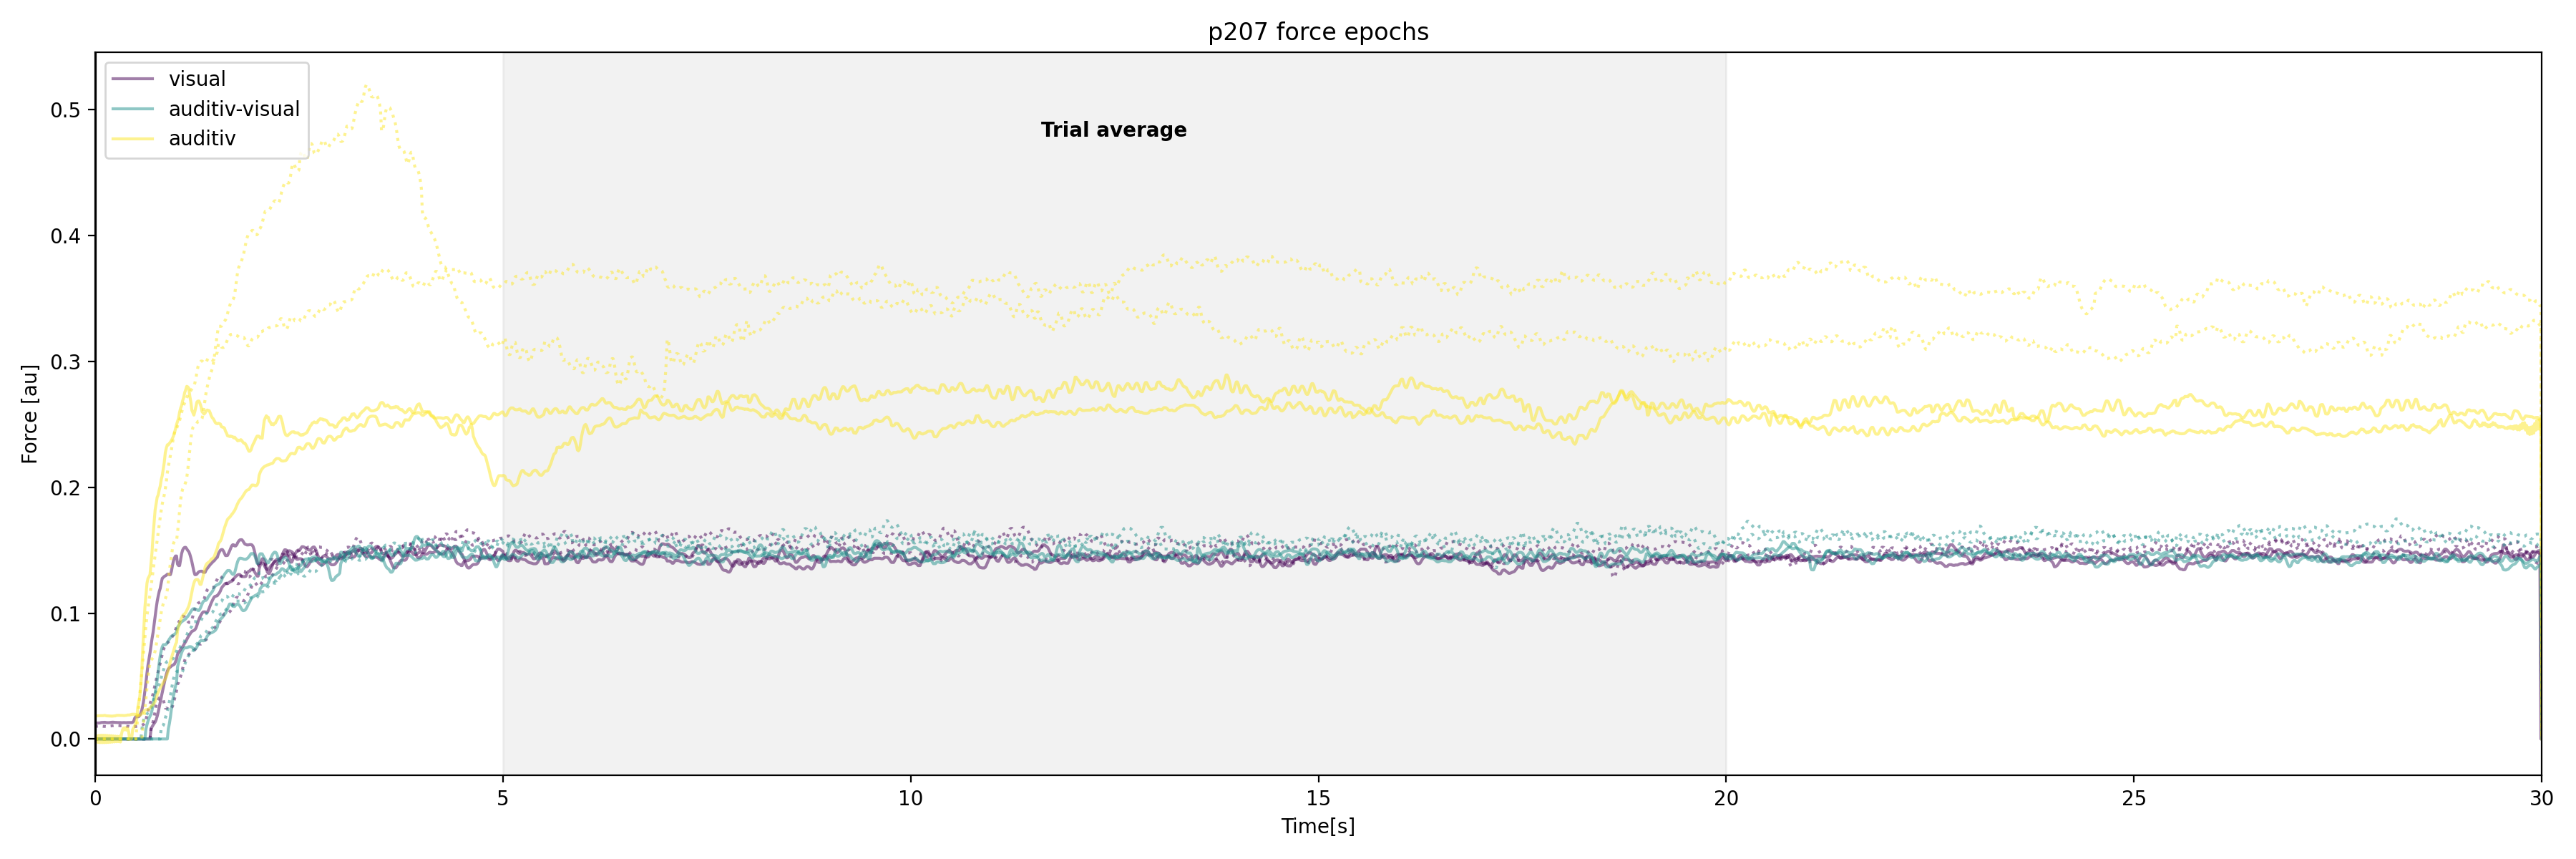 p207 force epochs
visual
auditiv-visual
auditiv
Trial average
Force [au]
0.5
0.4
0.3
0.2
0.1
0.0
0 5 10 15 20 25 30
Time[s]